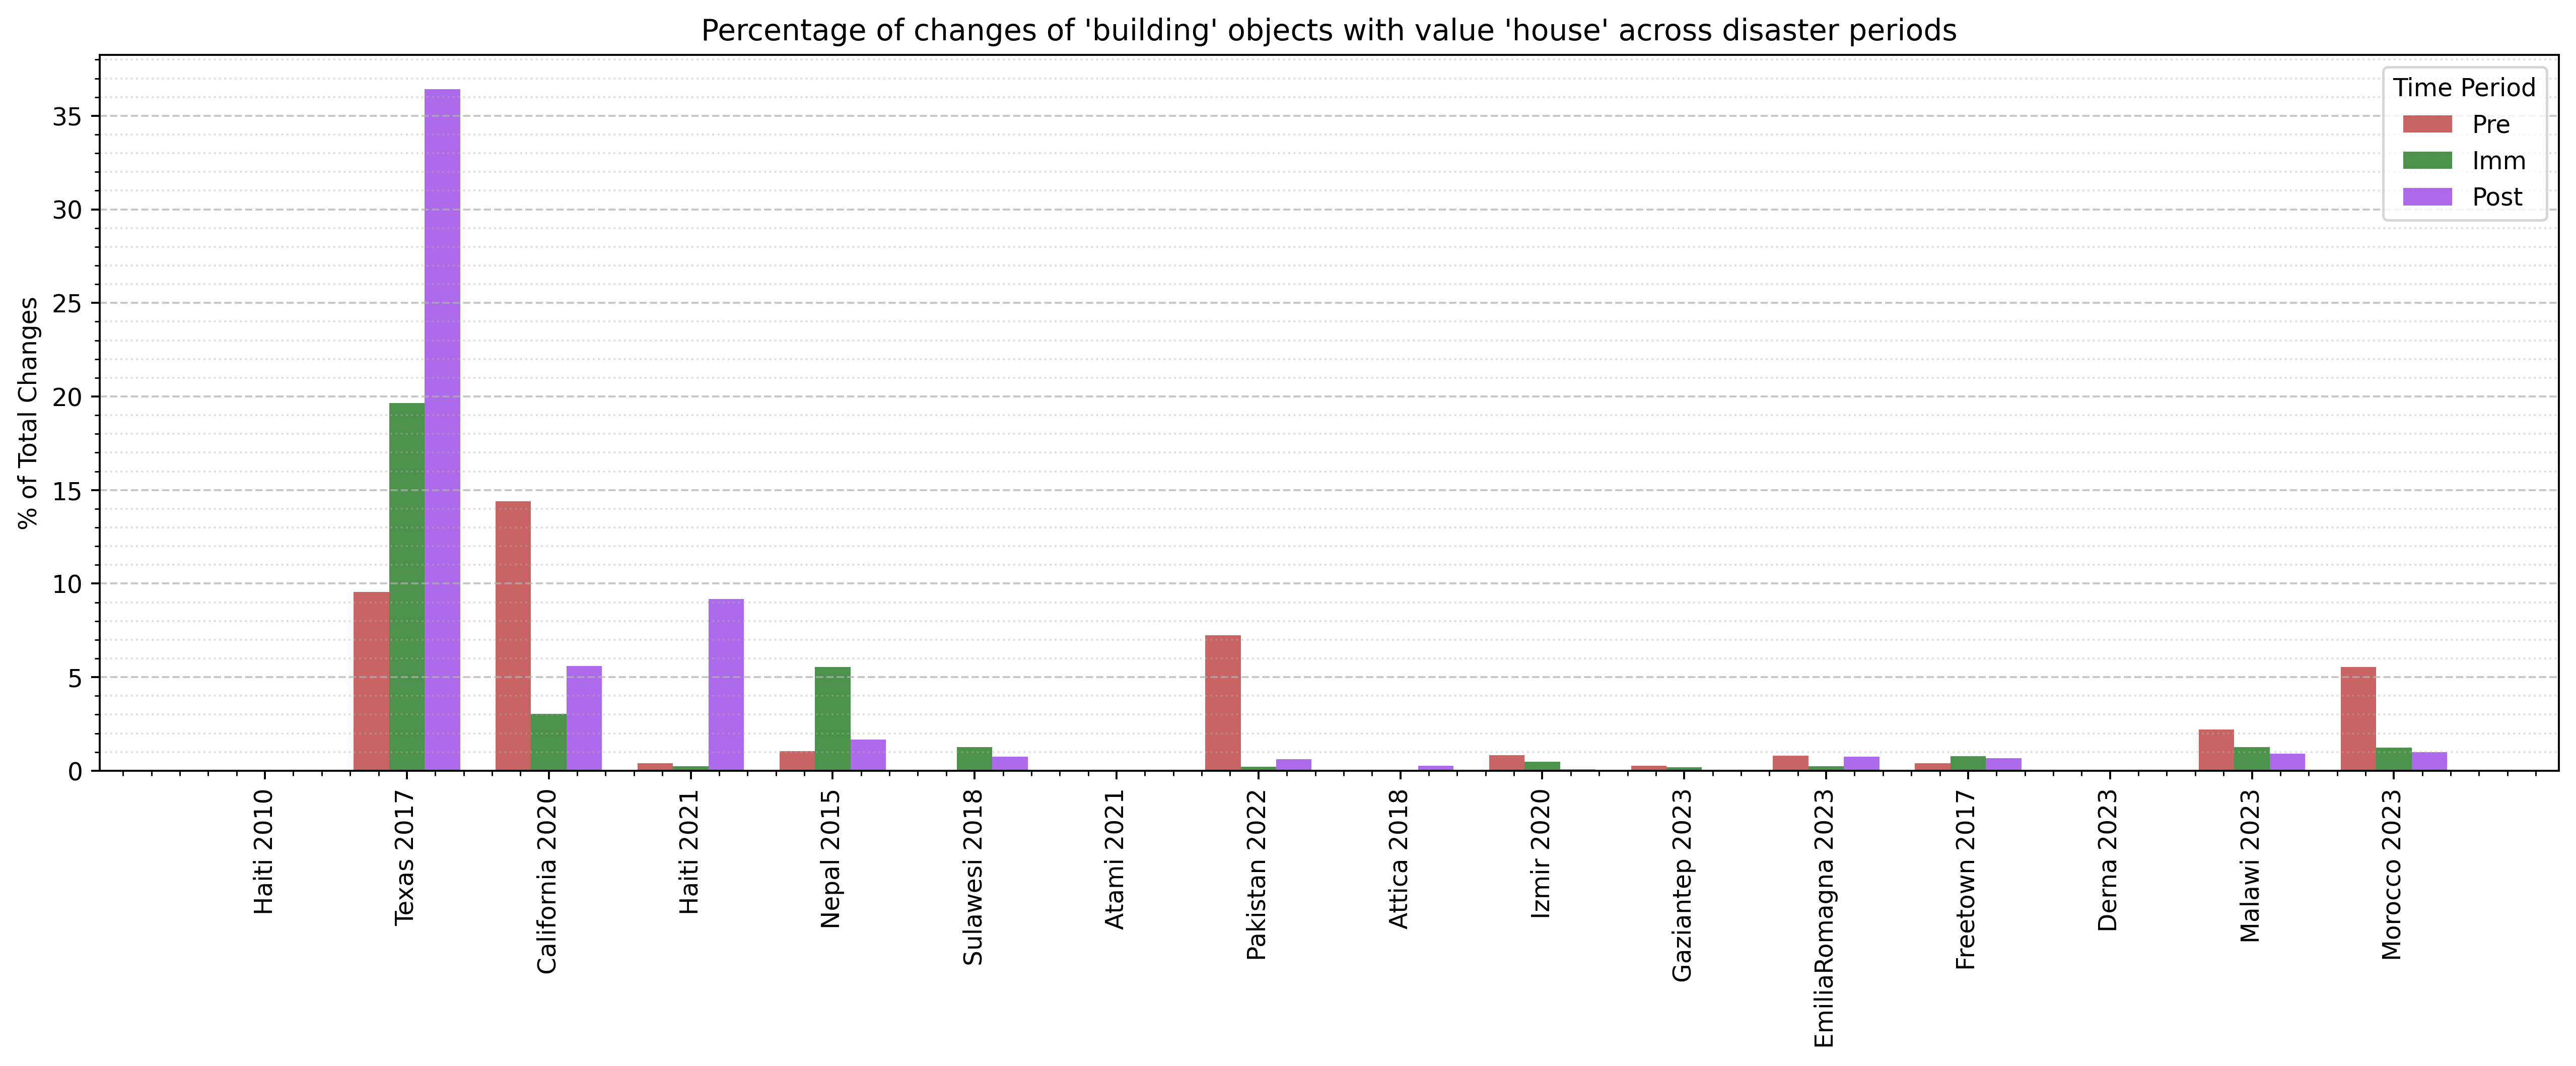 Percentage of changes of 'building' objects with value 'house' across disaster periods
% of Total Changes
35
30
25
20
15
10
5
0
Time Period
Pre
Imm
Post
Haiti 2010
Texas 2017
California 2020
Haiti 2021
Nepal 2015
Sulawesi 2018
Atami 2021
Pakistan 2022
Attica 2018
Izmir 2020
Gaziantep 2023
EmiliaRomagna 2023
Freetown 2017
Derna 2023
Malawi 2023
Morocco 2023